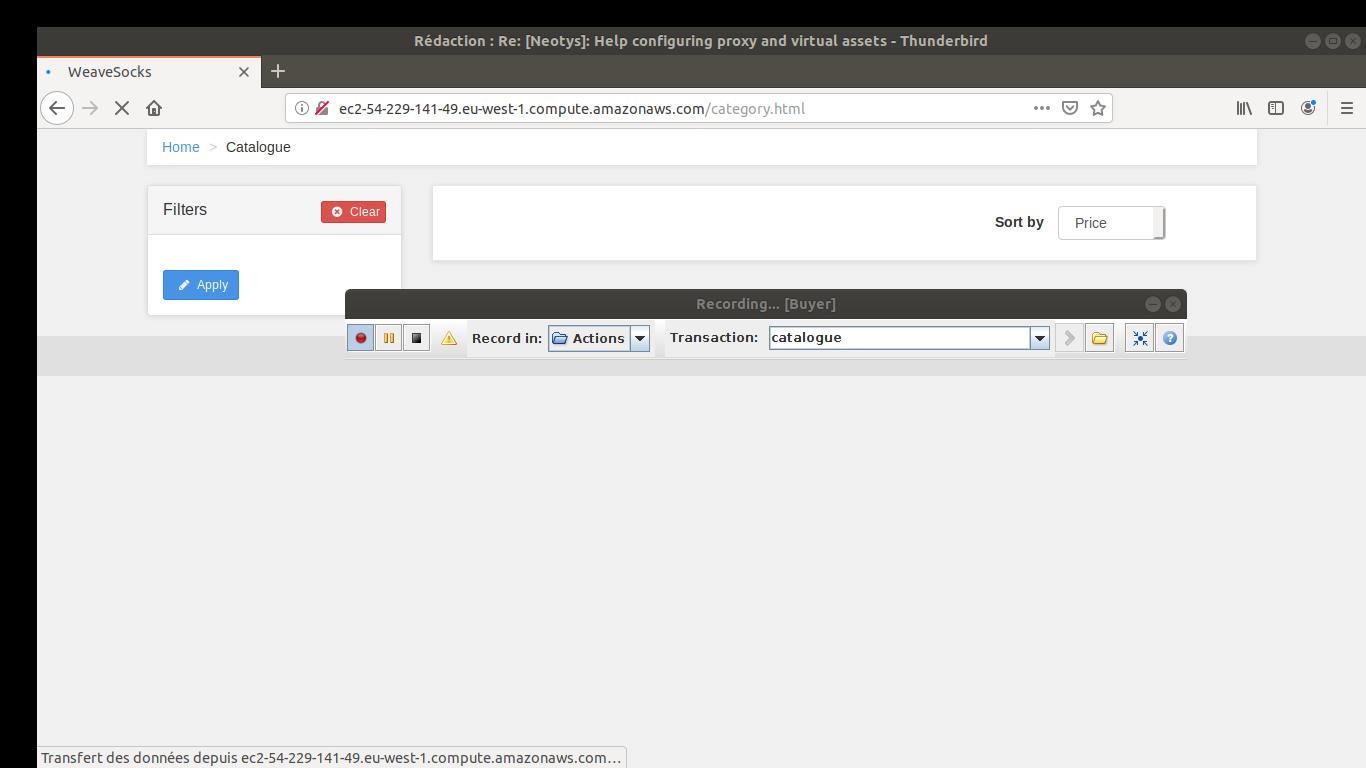 Rédaction : Re: [Neotys]: Help configuring proxy and virtual assets - Thunderbird
WeaveSocks
ec2-54-229-141-49.eu-west-1.compute.amazonaws.com/category.html
Home > Catalogue
Filters
Clear
Sort by
Price
Apply
Recording... [Buyer]
Record in:
Actions
Transaction:
catalogue
Transfert des données depuis ec2-54-229-141-49.eu-west-1.compute.amazonaws.com…